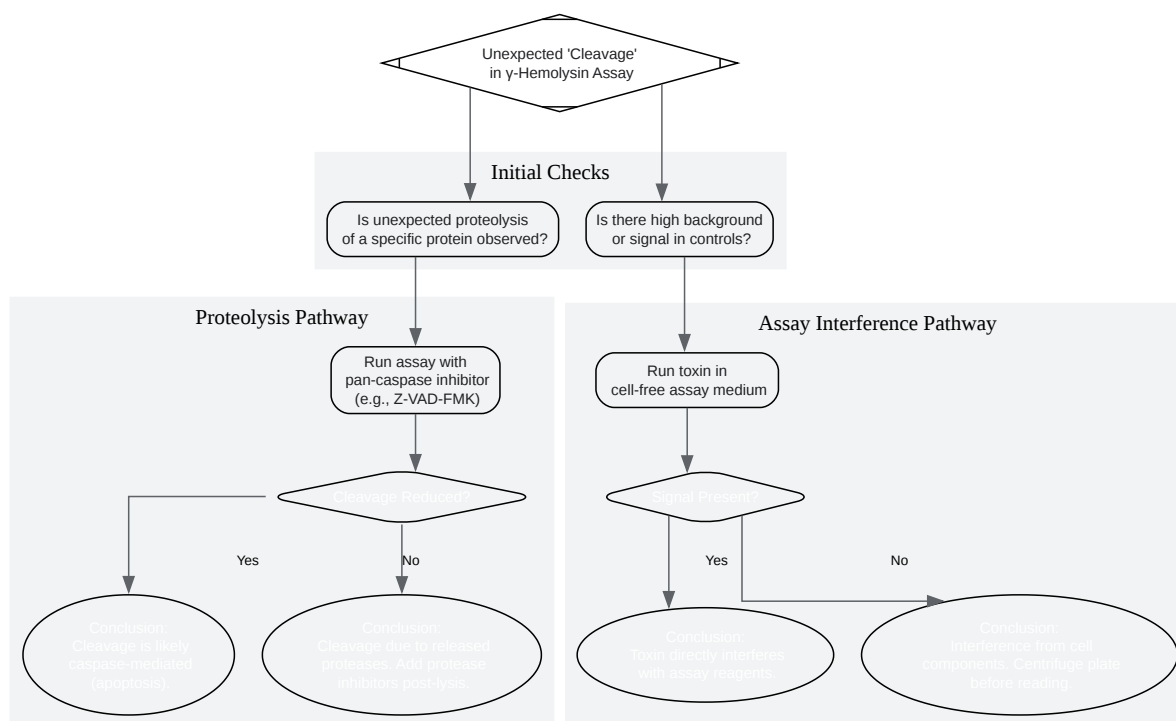 Unexpected 'Cleavage'
in γ-Hemolysin Assay
Initial Checks
Is unexpected proteolysis
of a specific protein observed?
Is there high background
or signal in controls?
Proteolysis Pathway
Assay Interference Pathway
Run assay with
pan-caspase inhibitor
(e.g., Z-VAD-FMK)
Run toxin in
cell-free assay medium
Cleavage Reduced?
Signal Present?
Yes
No
Yes
No
Conclusion:
Cleavage is likely
caspase-mediated
(apoptosis).
Conclusion:
Cleavage due to released
proteases. Add protease
inhibitors post-lysis.
Conclusion:
Toxin directly interferes
with assay reagents.
Conclusion:
Interference from cell
components. Centrifuge plate
before reading.